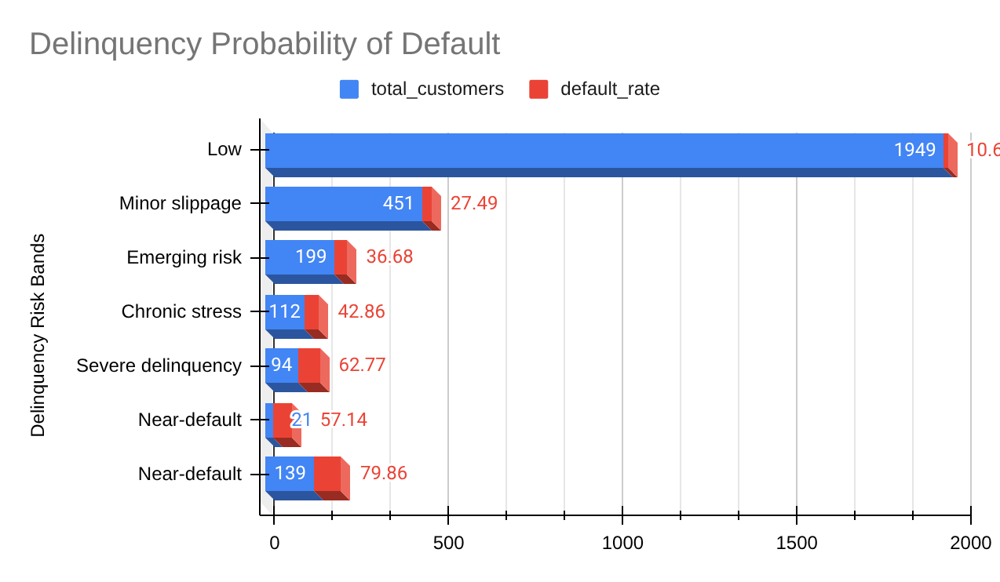 Delinquency Probability of Default
total_customers default_rate
Delinquency Risk Bands
Low 1949 10.6
Minor slippage 451 27.49
Emerging risk 199 36.68
Chronic stress 112 42.86
Severe delinquency 94 62.77
Near-default 21 57.14
Near-default 139 79.86
0 500 1000 1500 2000